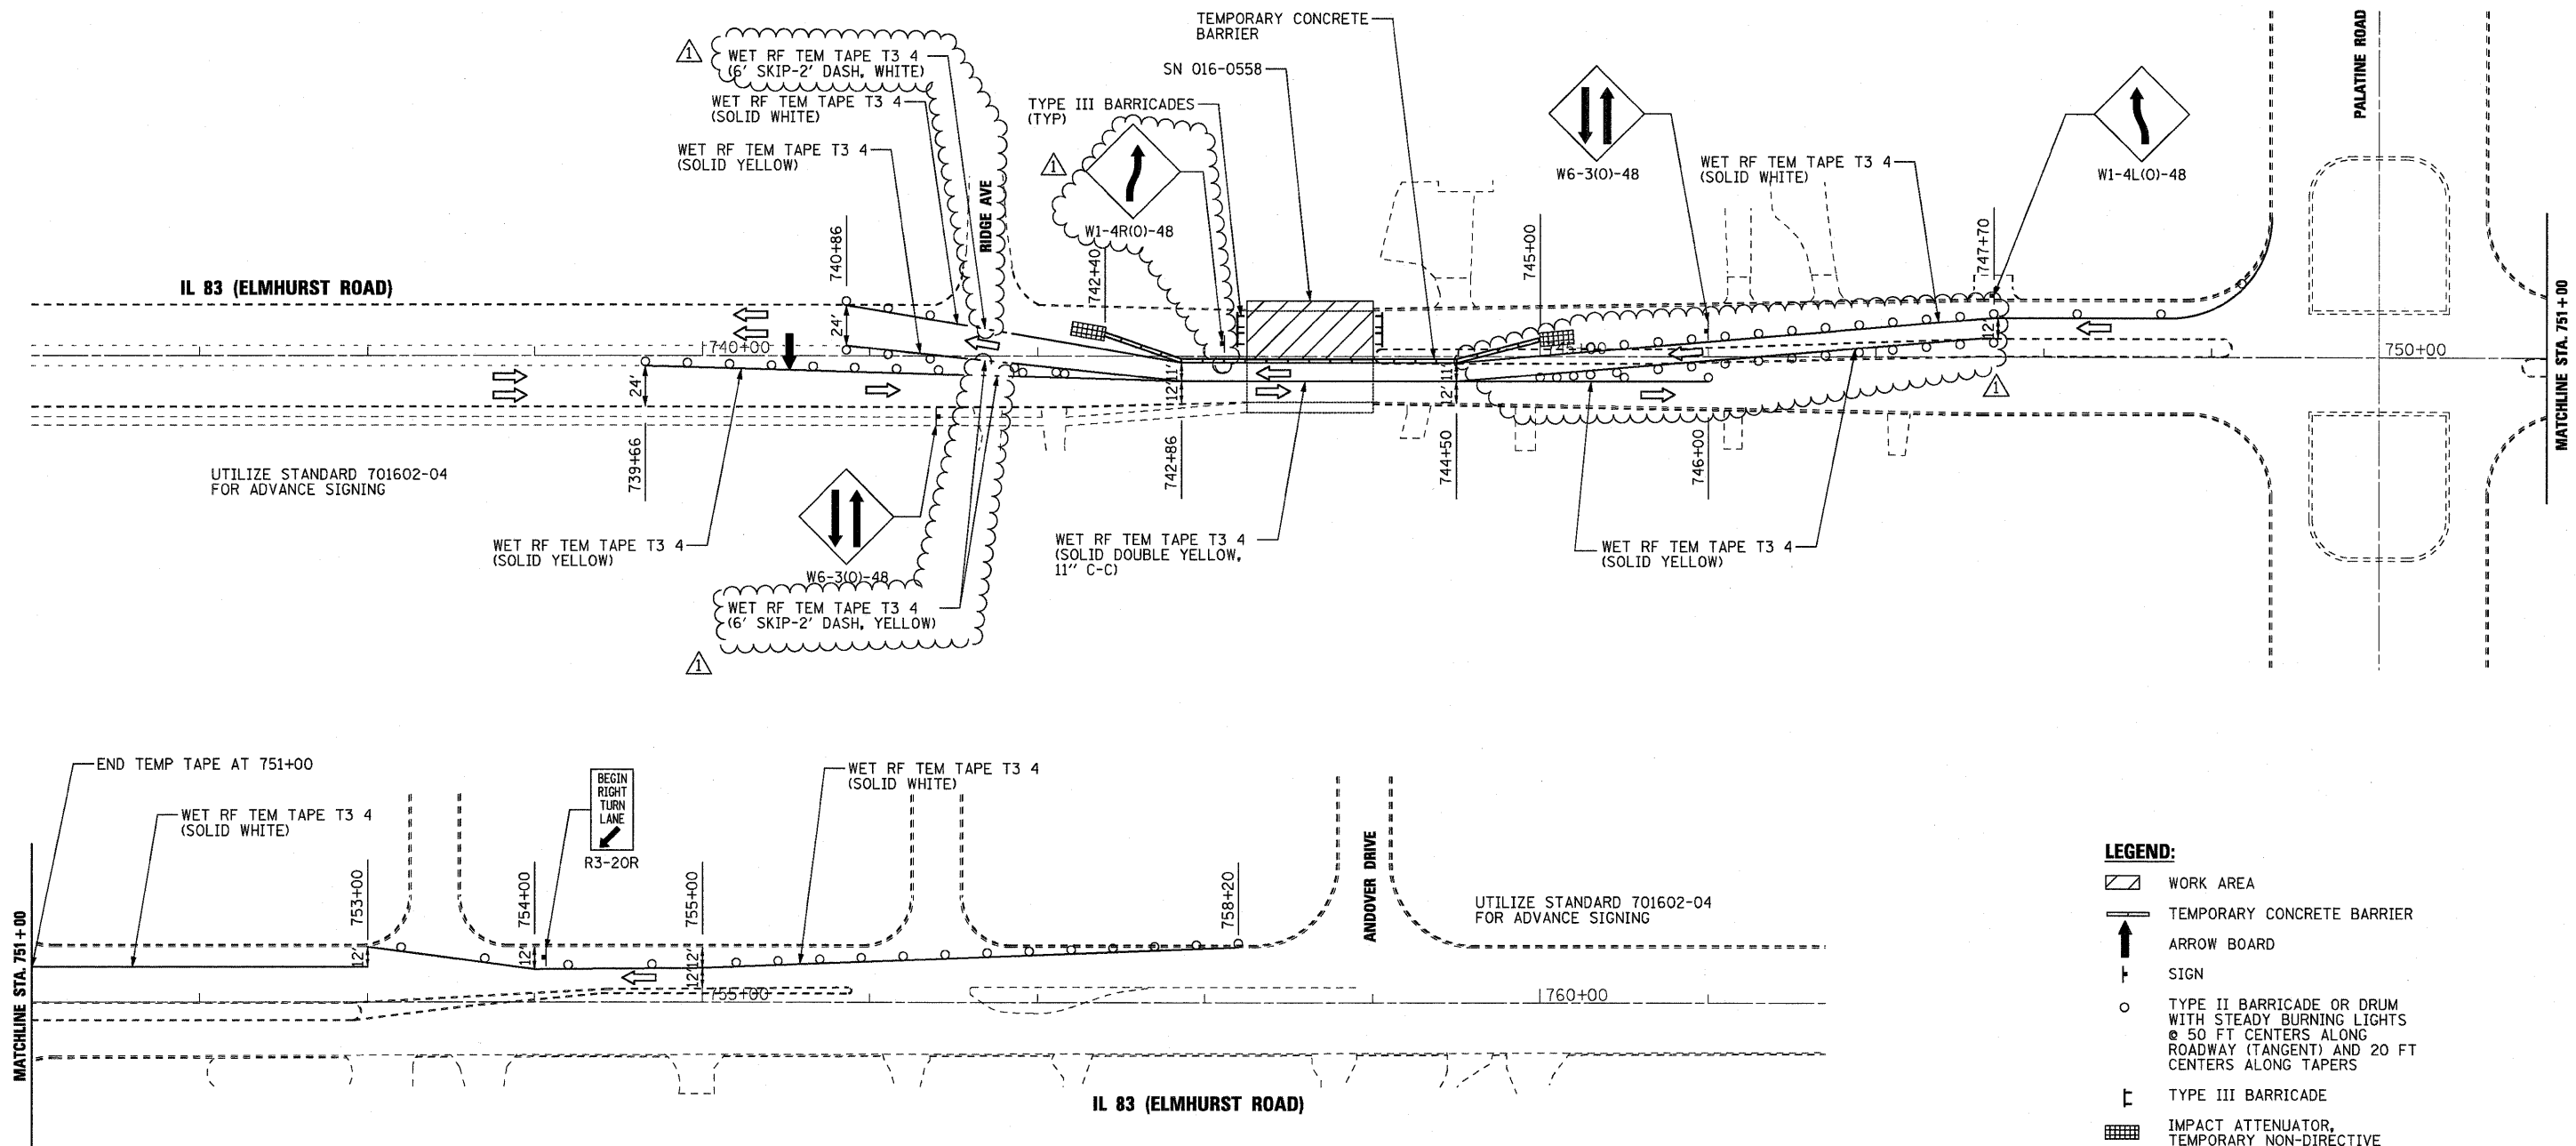 TEMPORARY CONCRETE
BARRIER
SN 016-0558
1
WET RF TEM TAPE T3 4
(6' SKIP-2' DASH, WHITE)
WET RF TEM TAPE T3 4
(SOLID WHITE)
WET RF TEM TAPE T3 4
(SOLID YELLOW)
RIDGE AVE
TYPE III BARRICADES
(TYP)
1
W1-4R(O)-48
W6-3(O)-48
WET RF TEM TAPE T3 4
(SOLID WHITE)
W1-4L(O)-48
PALATINE ROAD
IL 83 (ELMHURST ROAD)
740+86
742+40
745+00
747+70
24'
740+00
12'
750+00
MATCHLINE STA. 751+00
24'
12'
11'
12'
11'
1
739+66
742+86
744+50
746+00
UTILIZE STANDARD 701602-04
FOR ADVANCE SIGNING
WET RF TEM TAPE T3 4
(SOLID YELLOW)
W6-3(O)-48
WET RF TEM TAPE T3 4
(SOLID DOUBLE YELLOW,
11" C-C)
WET RF TEM TAPE T3 4
(SOLID YELLOW)
WET RF TEM TAPE T3 4
(6' SKIP-2' DASH, YELLOW)
1
END TEMP TAPE AT 751+00
WET RF TEM TAPE T3 4
(SOLID WHITE)
BEGIN
RIGHT
TURN
LANE
R3-20R
WET RF TEM TAPE T3 4
(SOLID WHITE)
753+00
754+00
755+00
758+20
ANDOVER DRIVE
UTILIZE STANDARD 701602-04
FOR ADVANCE SIGNING
MATCHLINE STA. 751+00
12'
12'
12'
12'
755+00
760+00
IL 83 (ELMHURST ROAD)
LEGEND:
WORK AREA
TEMPORARY CONCRETE BARRIER
ARROW BOARD
SIGN
TYPE II BARRICADE OR DRUM
WITH STEADY BURNING LIGHTS
@ 50 FT CENTERS ALONG
ROADWAY (TANGENT) AND 20 FT
CENTERS ALONG TAPERS
TYPE III BARRICADE
IMPACT ATTENUATOR,
TEMPORARY NON-DIRECTIVE